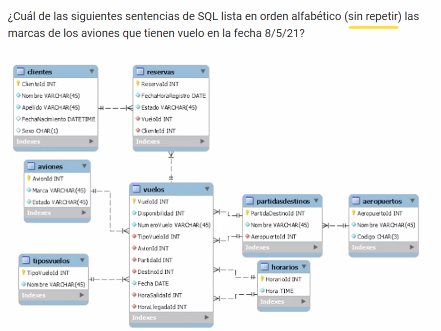 ¿Cuál de las siguientes sentencias de SQL lista en orden alfabético (sin repetir) las
marcas de los aviones que tienen vuelo en la fecha 8/5/21?
clientes
ClienteId INT
Nombre VARCHAR(45)
Apellido VARCHAR(45)
FechaNacimiento DATETIME
Sexo CHAR(1)
Indexes
reservas
ReservaId INT
FechaHoraRegistro DATE
Estado VARCHAR(45)
VueloId INT
ClienteId INT
Indexes
aviones
AvionId INT
Marca VARCHAR(45)
Estado VARCHAR(45)
Indexes
vuelos
VueloId INT
Disponibilidad INT
NumeroVuelo VARCHAR(45)
TipoVueloId INT
AvionId INT
PartidaId INT
DestinoId INT
Fecha DATE
HoraSalidaId INT
HoraLlegadaId INT
Indexes
partidasdestinos
PartidaDestinoId INT
Nombre VARCHAR(45)
AeropuertoId INT
Indexes
aeropuertos
AeropuertoId INT
Nombre VARCHAR(45)
Codigo CHAR(3)
Indexes
tiposvuelos
TipoVueloId INT
Nombre VARCHAR(45)
Indexes
horarios
HorarioId INT
Hora TIME
Indexes